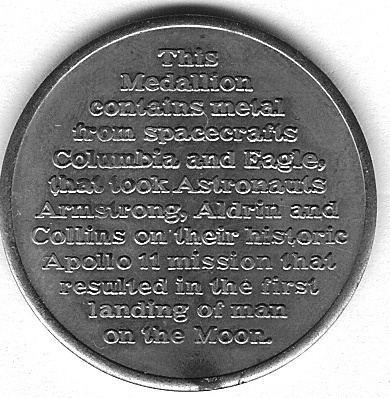 This
Medallion
contains metal
from spacecrafts
Columbia and Eagle,
that took Astronauts
Armstrong, Aldrin and
Collins on their historic
Apollo 11 mission that
resulted in the first
landing of man
on the Moon.